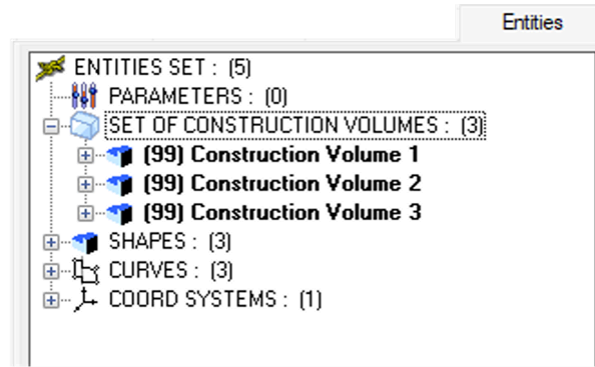 Entities
ENTITIES SET : (5)
PARAMETERS : (0)
SET OF CONSTRUCTION VOLUMES : (3)
(99) Construction Volume 1
(99) Construction Volume 2
(99) Construction Volume 3
SHAPES : (3)
CURVES : (3)
COORD SYSTEMS : (1)